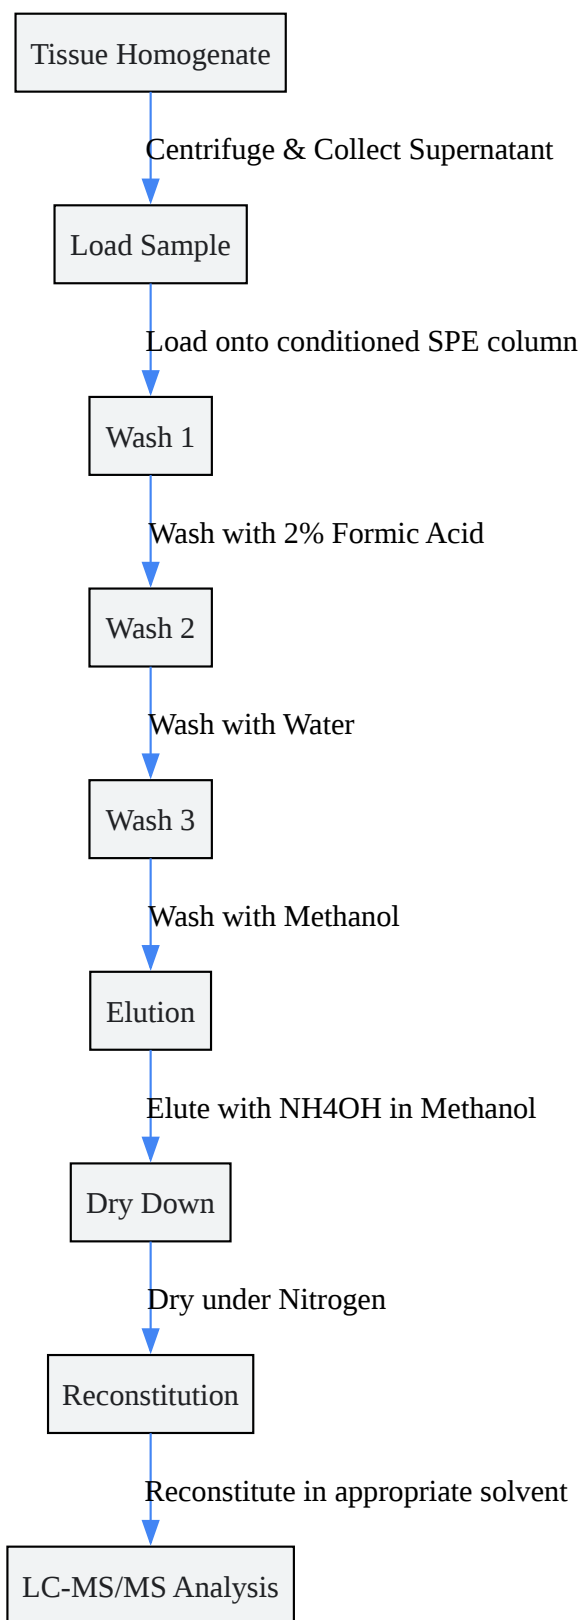 Tissue Homogenate
Centrifuge & Collect Supernatant
Load Sample
Load onto conditioned SPE column
Wash 1
Wash with 2% Formic Acid
Wash 2
Wash with Water
Wash 3
Wash with Methanol
Elution
Elute with NH4OH in Methanol
Dry Down
Dry under Nitrogen
Reconstitution
Reconstitute in appropriate solvent
LC-MS/MS Analysis